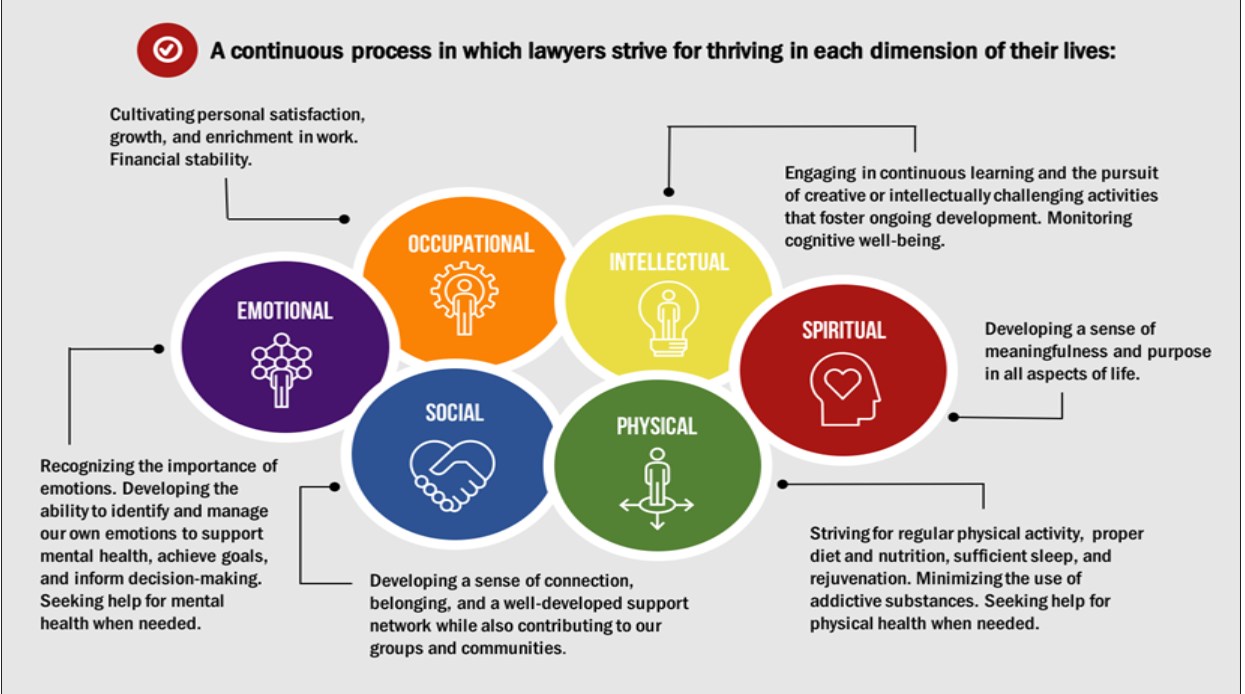 A continuous process in which lawyers strive for thriving in each dimension of their lives:
Cultivating personal satisfaction,
growth, and enrichment in work.
Financial stability.
Engaging in continuous learning and the pursuit
of creative or intellectually challenging activities
that foster ongoing development. Monitoring
cognitive well-being.
OCCUPATIONAL
INTELLECTUAL
EMOTIONAL
SPIRITUAL
Developing a sense of
meaningfulness and purpose
in all aspects of life.
SOCIAL
PHYSICAL
Recognizing the importance of
emotions. Developing the
ability to identify and manage
our own emotions to support
mental health, achieve goals,
and inform decision-making.
Seeking help for mental
health when needed.
Developing a sense of connection,
belonging, and a well-developed support
network while also contributing to our
groups and communities.
Striving for regular physical activity, proper
diet and nutrition, sufficient sleep, and
rejuvenation. Minimizing the use of
addictive substances. Seeking help for
physical health when needed.